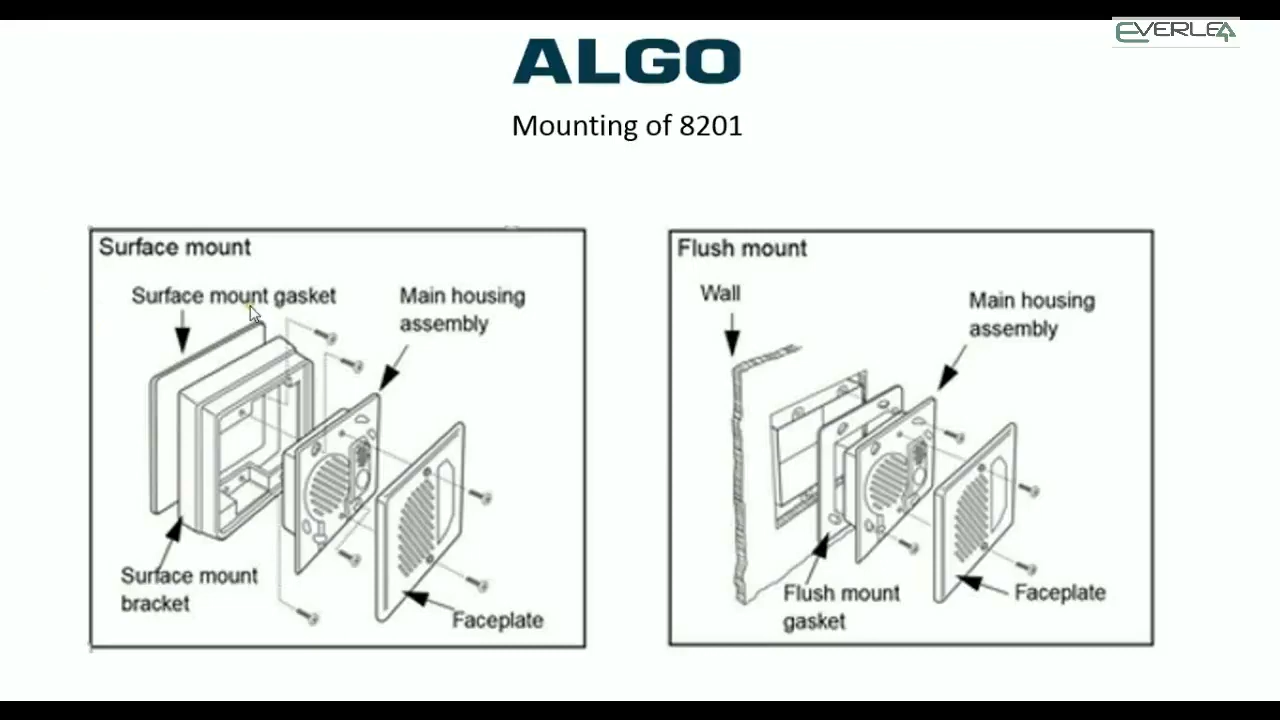 EVERLE4
ALGO
Mounting of 8201
Surface mount
Surface mount gasket
Main housing
assembly
Surface mount
bracket
Faceplate
Flush mount
Wall
Main housing
assembly
Flush mount
gasket
Faceplate